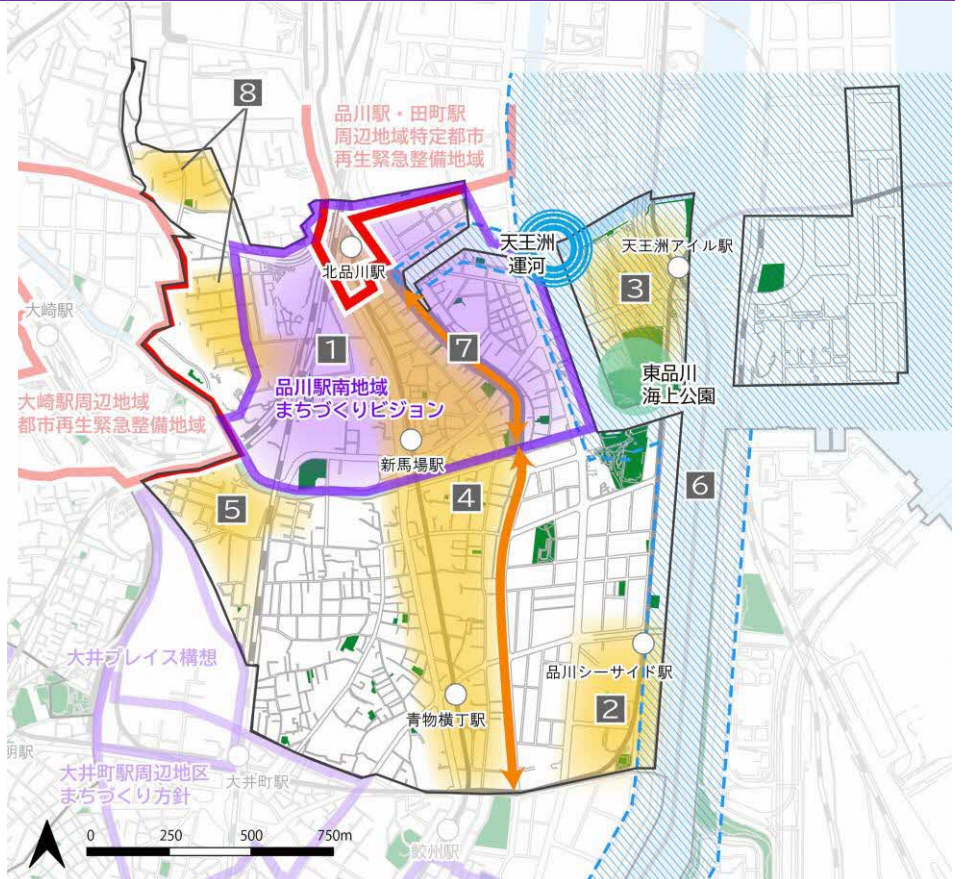 8
品川駅・田町駅
周辺地域特定都市
再生緊急整備地域
北品川駅
天王洲
運河
天王洲アイル駅
3
大崎駅
1
7
品川駅南地域
まちづくりビジョン
東品川
海上公園
大崎駅周辺地域
都市再生緊急整備地域
新馬場駅
5
4
6
大井プレイス構想
品川シーサイド駅
2
青物横丁駅
明駅
大井町駅周辺地区
まちづくり方針
大井町駅
0 250 500 750m
鮫州駅